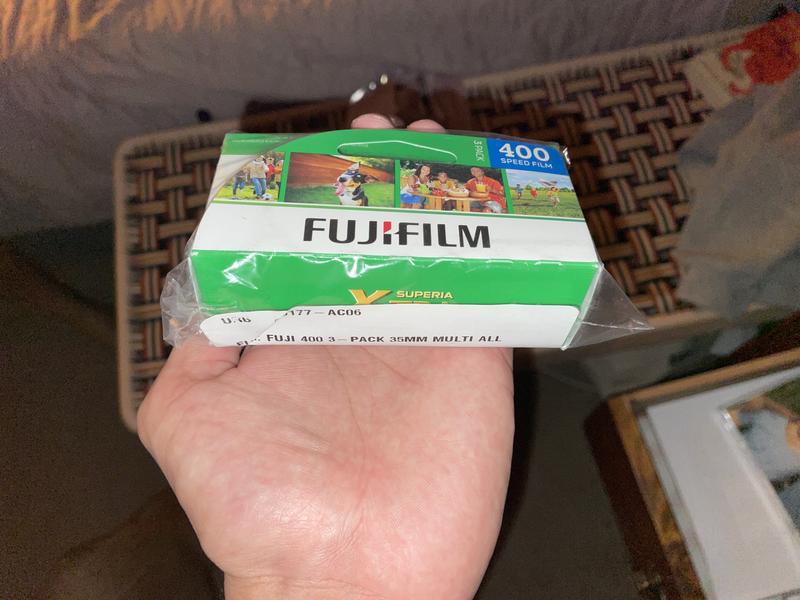 3 PACK
400
SPEED FILM
FUJIFILM
SUPERIA
177-AC06
FUJI 400 3-PACK 35MM MULTI ALL